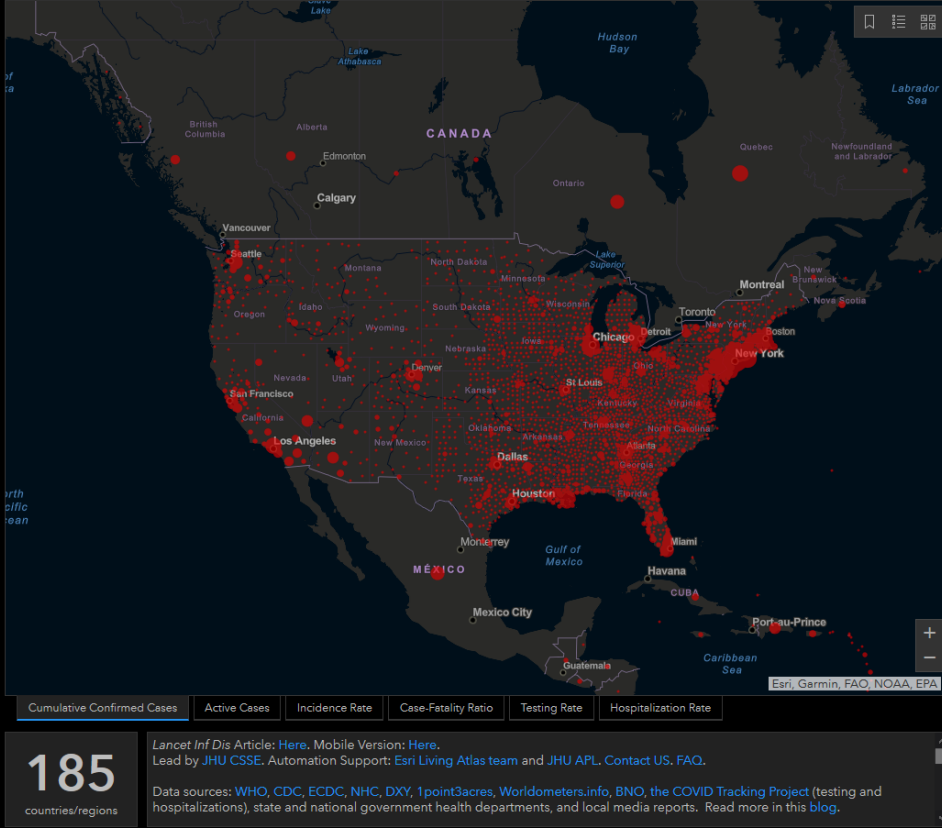 Slave
Lake
Hudson
Bay
Lake
Athabasca
of
ka
Labrador
Sea
British
Columbia
Alberta
CANADA
Quebec
Newfoundland
and Labrador
Edmonton
Ontario
Calgary
Vancouver
Seattle
Lake
Superior
North Dakota
Montana
Minnesota
New
Brunswick
Montreal
Nova Scotia
Idaho
South Dakota
Wisconsin
Oregon
Toronto
Wyoming
New York
Boston
Detroit
Chicago
Iowa
Nebraska
New York
Ohio
Denver
Nevada
Utah
St Louis
Kansas
San Francisco
Kentucky
Virginia
California
Oklahoma
Tennessee
North Carolina
Arkansas
Los Angeles
New Mexico
Atlanta
Dallas
Georgia
Texas
Houston
Florida
orth
cific
ean
Monterrey
Miami
Gulf of
Mexico
MÉXICO
Havana
CUBA
Mexico City
Port-au-Prince
Caribbean
Sea
Guatemala
+
−
Esri, Garmin, FAO, NOAA, EPA
Cumulative Confirmed Cases Active Cases Incidence Rate Case-Fatality Ratio Testing Rate Hospitalization Rate
185
countries/regions
Lancet Inf Dis Article: Here. Mobile Version: Here.
Lead by JHU CSSE. Automation Support: Esri Living Atlas team and JHU APL. Contact US. FAQ.
Data sources: WHO, CDC, ECDC, NHC, DXY, 1point3acres, Worldometers.info, BNO, the COVID Tracking Project (testing and
hospitalizations), state and national government health departments, and local media reports. Read more in this blog.